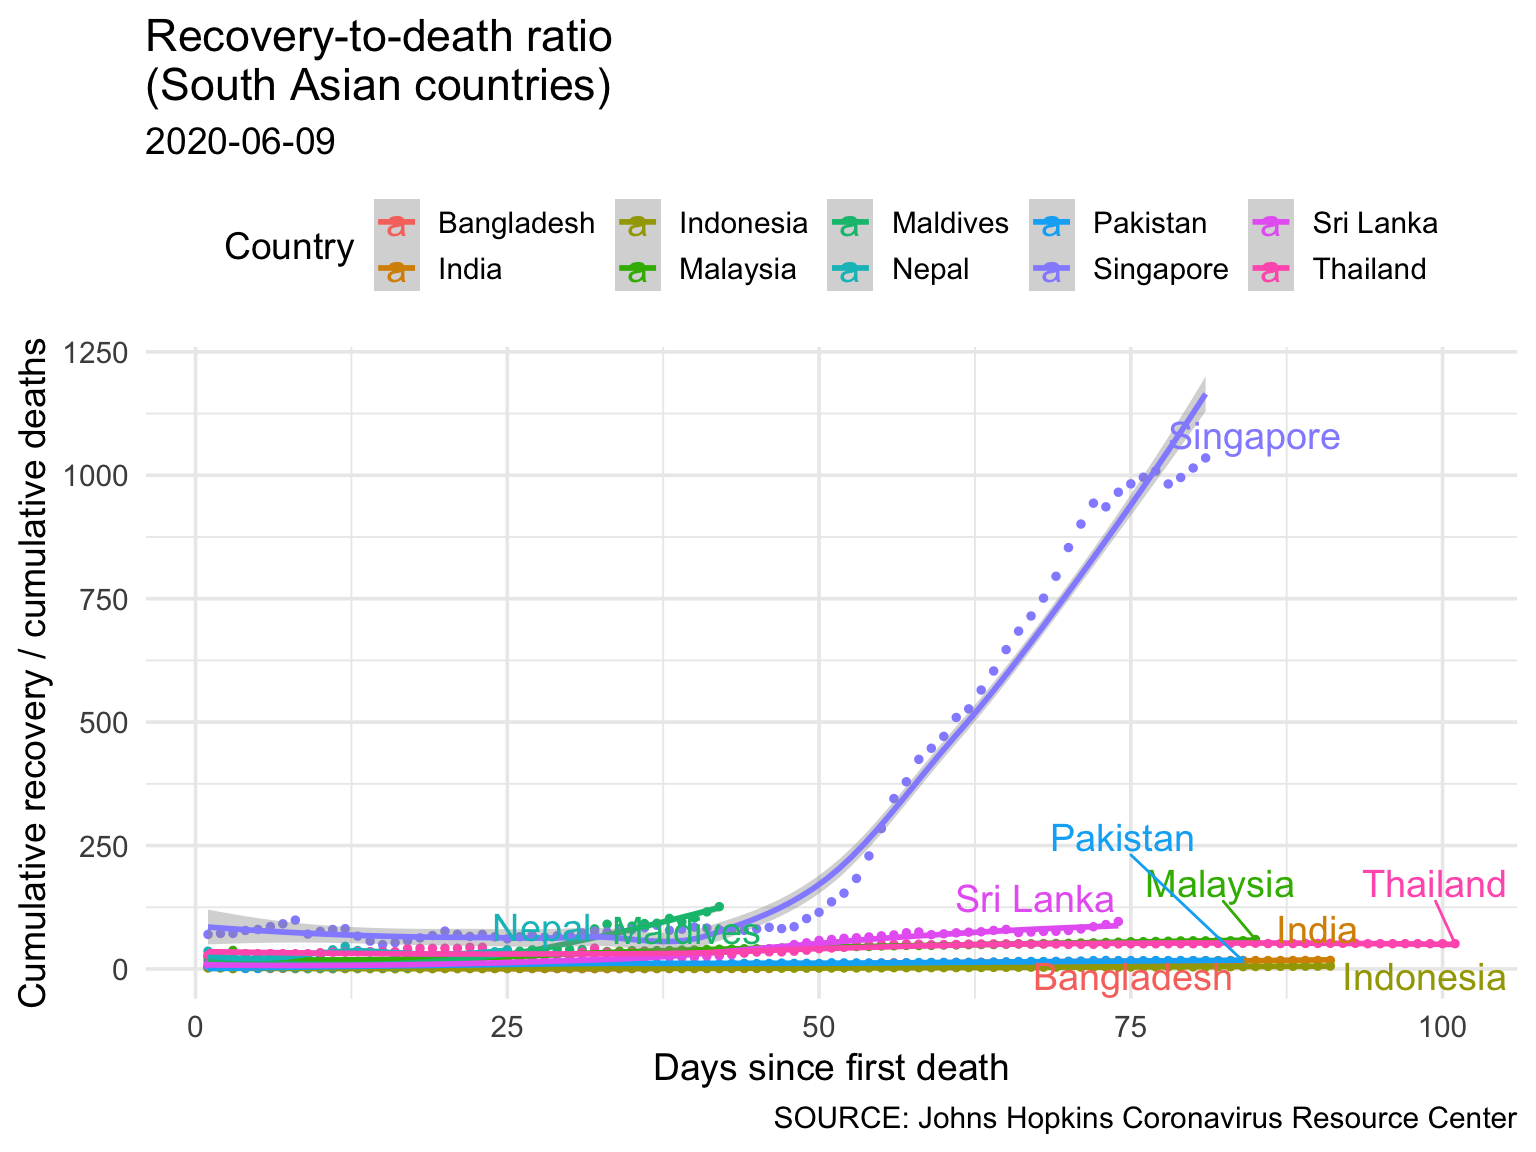 Recovery-to-death ratio
(South Asian countries)
2020-06-09
Country
a Bangladesh a Indonesia a Maldives a Pakistan a Sri Lanka
a India a Malaysia a Nepal a Singapore a Thailand
Cumulative recovery / cumulative deaths
1250
1000
750
500
250
0
Singapore
Pakistan
Malaysia
Thailand
Sri Lanka
Nepal
Maldives
India
Bangladesh
Indonesia
0 25 50 75 100
Days since first death
SOURCE: Johns Hopkins Coronavirus Resource Center